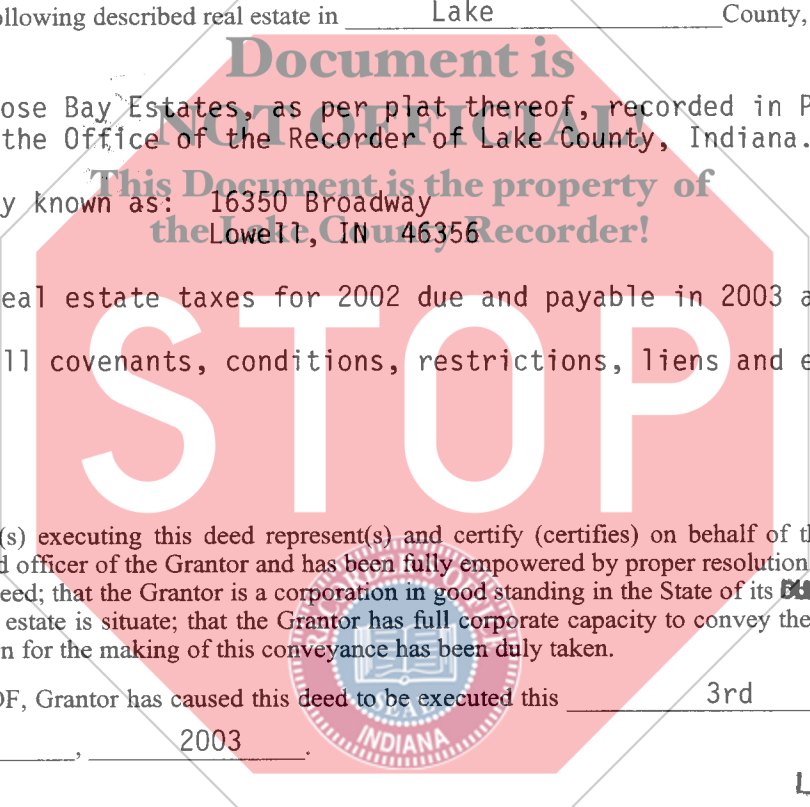 ollowing described real estate in Lake County,
Document is
ose Bay Estates, as per plat thereof, recorded in P
NOT OFFICIAL!
the Office of the Recorder of Lake County, Indiana.
This Document is the property of
y known as: 16350 Broadway
the Lake County Recorder!
Lowell, IN 46356
eal estate taxes for 2002 due and payable in 2003 a
ll covenants, conditions, restrictions, liens and e
STOP
(s) executing this deed represent(s) and certify (certifies) on behalf of th
d officer of the Grantor and has been fully empowered by proper resolution
eed; that the Grantor is a corporation in good standing in the State of its
estate is situate; that the Grantor has full corporate capacity to convey the
n for the making of this conveyance has been duly taken.
SEAL
OF, Grantor has caused this deed to be executed this 3rd
, 2003 .
INDIANA
L